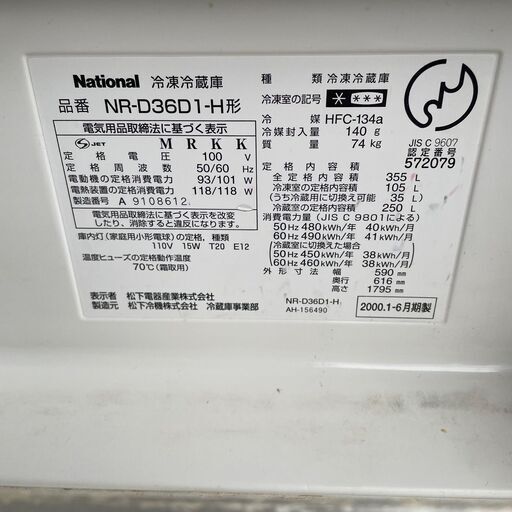 National 冷凍冷蔵庫
品番 NR-D36D1-H形
電気用品取締法に基づく表示
JET M R K K
定格電圧 100 V
定格周波数 50/60 Hz
電動機の定格消費電力 93/101 W
電熱装置の定格消費電力 118/118 W
製造番号 A 9108612
電気用品取締法に基づく表示を改変
したり、消除すると違反になります
庫内灯(家庭用小形電球)の定格, 種類
110V 15W T20 E12
温度ヒューズの定格動作温度
70℃(霜取用)
表示者 松下電器産業株式会社
製造元 松下冷機株式会社 冷蔵庫事業部
種類 冷凍冷蔵庫
冷凍室の記号
冷媒 HFC-134a
冷媒封入量 140 g
質量 74 kg
JIS C 9607
認定番号
572079
定格内容積
全定格内容積 355 L
冷凍室の定格内容積 105 L
(うち冷蔵に切換可能 35 L)
冷蔵室の定格内容積 250 L
消費電力量(JIS C 9801による)
50Hz 480kWh/年 40kWh/月
60Hz 490kWh/年 41kWh/月
(冷蔵室に切換えた場合)
50Hz 450kWh/年 38kWh/月
60Hz 460kWh/年 38kWh/月
外形寸法 幅 590 mm
奥行 616 mm
高さ 1795 mm
NR-D36D1-H
AH-156490
2000.1-6月期製